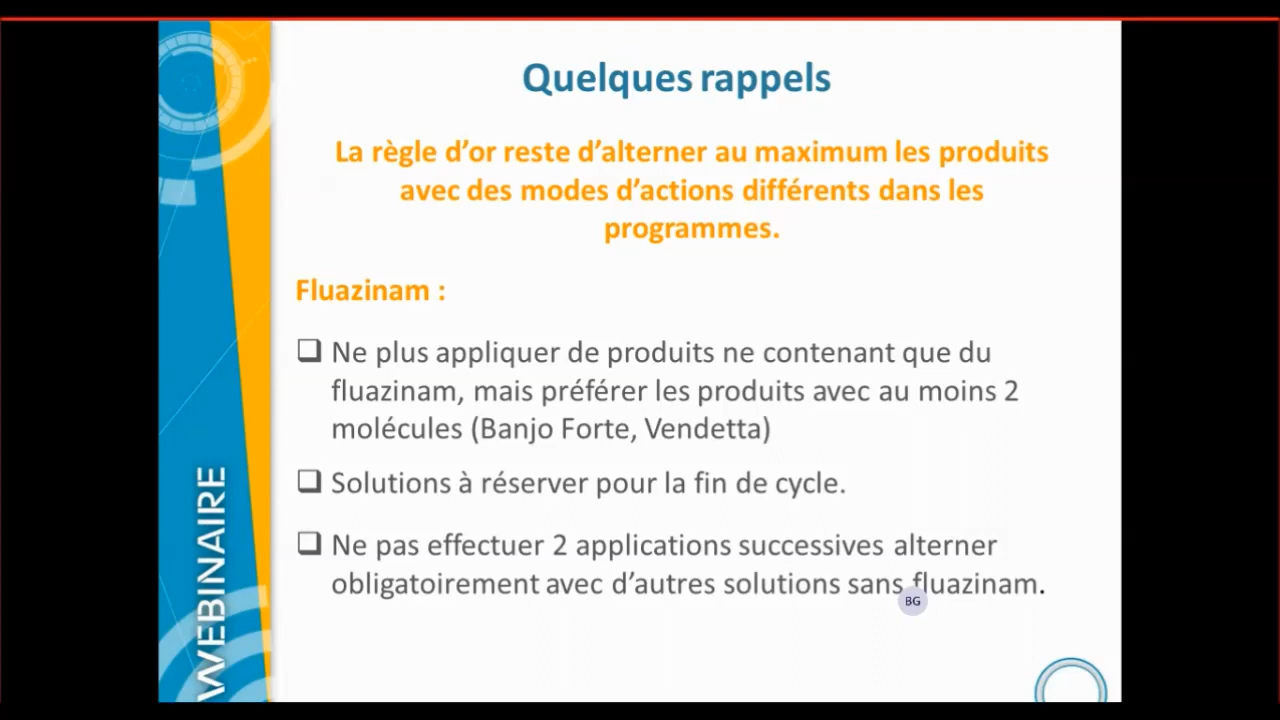 Quelques rappels
La règle d’or reste d’alterner au maximum les produits
avec des modes d’actions différents dans les
programmes.
Fluazinam :
Ne plus appliquer de produits ne contenant que du
fluazinam, mais préférer les produits avec au moins 2
molécules (Banjo Forte, Vendetta)
Solutions à réserver pour la fin de cycle.
Ne pas effectuer 2 applications successives alterner
obligatoirement avec d’autres solutions sans fluazinam.
BG
WEBINAIRE